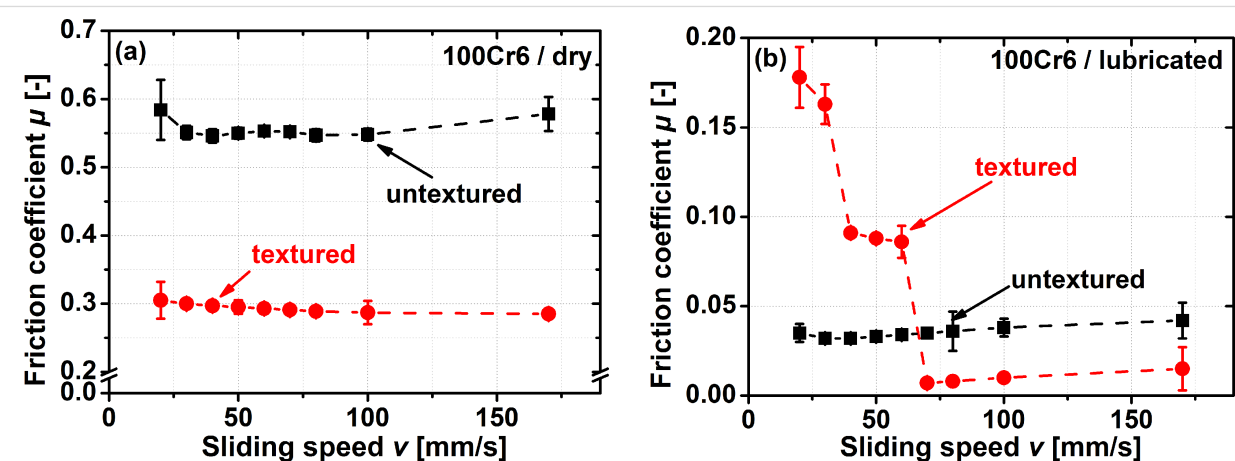 (a)
100Cr6 / dry
untextured
textured
Friction coefficient μ [-]
0.7
0.6
0.5
0.4
0.3
0.2
0.0
0
50
100
150
Sliding speed v [mm/s]
(b)
100Cr6 / lubricated
textured
untextured
Friction coefficient μ [-]
0.20
0.15
0.10
0.05
0.00
0
50
100
150
Sliding speed v [mm/s]